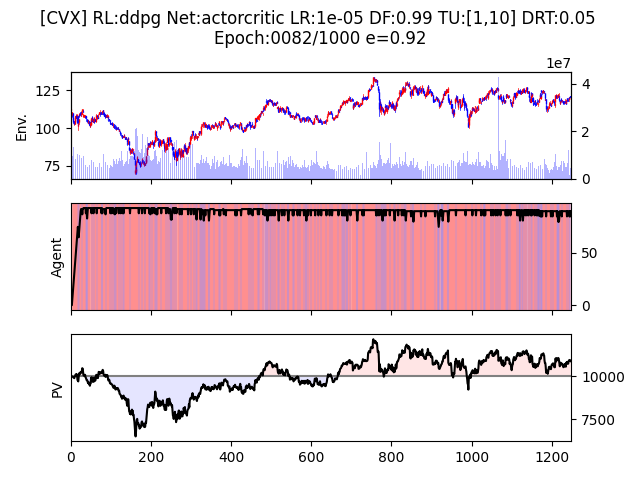 [CVX] RL:ddpg Net:actorcritic LR:1e-05 DF:0.99 TU:[1,10] DRT:0.05
Epoch:0082/1000 e=0.92
1e7
125
100
75
Env.
4
2
0
Agent
50
0
PV
10000
7500
0 200 400 600 800 1000 1200